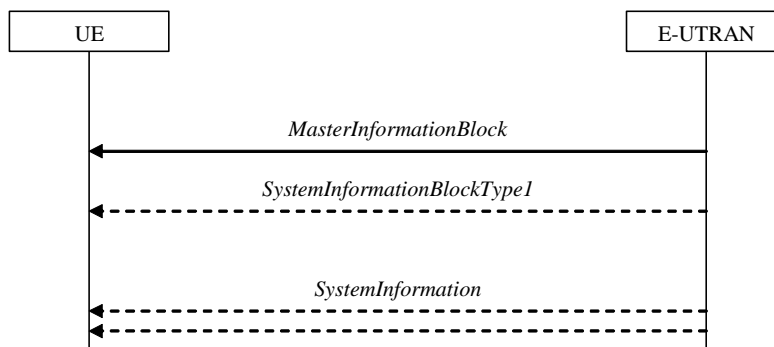 UE
E-UTRAN
MasterInformationBlock
SystemInformationBlockType1
SystemInformation